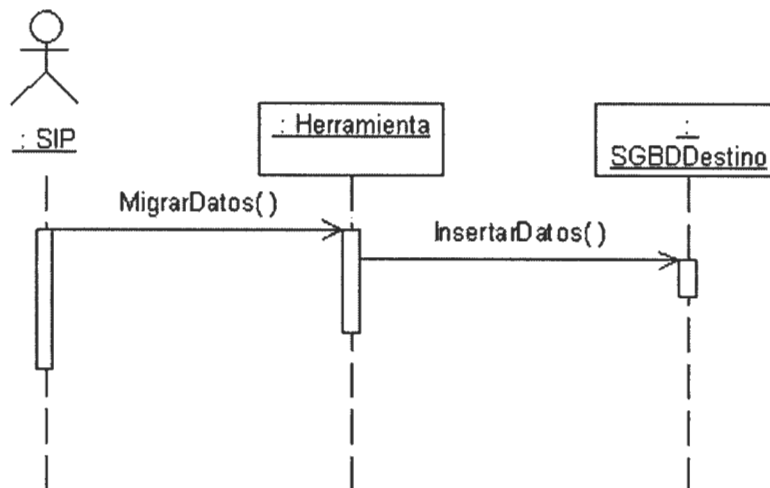 : SIP
: Herramienta
:
SGBDDestino
MigrarDatos( )
InsertarDatos( )